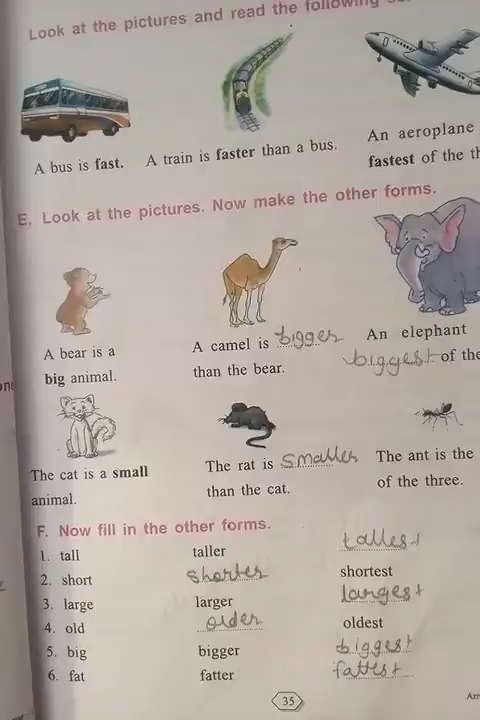 Look at the pictures and read the following
A bus is fast.
A train is faster than a bus.
An aeroplane
fastest of the th
E. Look at the pictures. Now make the other forms.
A bear is a
big animal.
A camel is bigger
than the bear.
An elephant
biggest of the
The cat is a small
animal.
The rat is smaller
than the cat.
The ant is the
of the three.
F. Now fill in the other forms.
1. tall taller tallest
2. short shorter shortest
3. large larger largest
4. old older oldest
5. big bigger biggest
6. fat fatter fattest
35